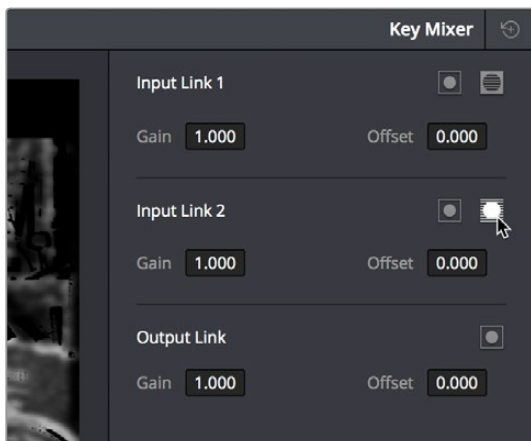 Key Mixer
Input Link 1
Gain 1.000 Offset 0.000
Input Link 2
Gain 1.000 Offset 0.000
Output Link
Gain 1.000 Offset 0.000